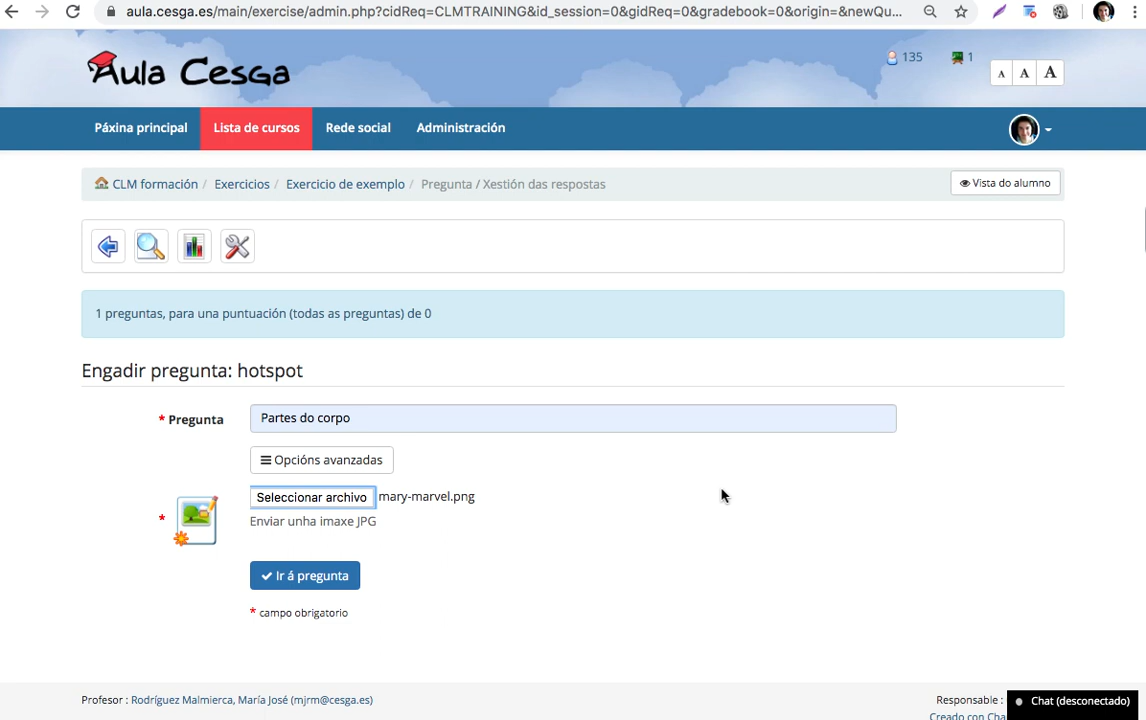 aula.cesga.es/main/exercise/admin.php?cidReq=CLMTRAINING&id_session=0&gidReq=0&gradebook=0&origin=&newQu...
Aula Cesga
135
1
A A A
Páxina principal
Lista de cursos
Rede social
Administración
CLM formación / Exercicios / Exercicio de exemplo / Pregunta / Xestión das respostas
Vista do alumno
1 preguntas, para una puntuación (todas as preguntas) de 0
Engadir pregunta: hotspot
* Pregunta
Partes do corpo
Opcións avanzadas
*
Seleccionar archivo mary-marvel.png
Enviar unha imaxe JPG
Ir á pregunta
* campo obrigatorio
Profesor : Rodríguez Malmierca, María José (mjrm@cesga.es)
Responsable :
Chat (desconectado)
Creado con Cha